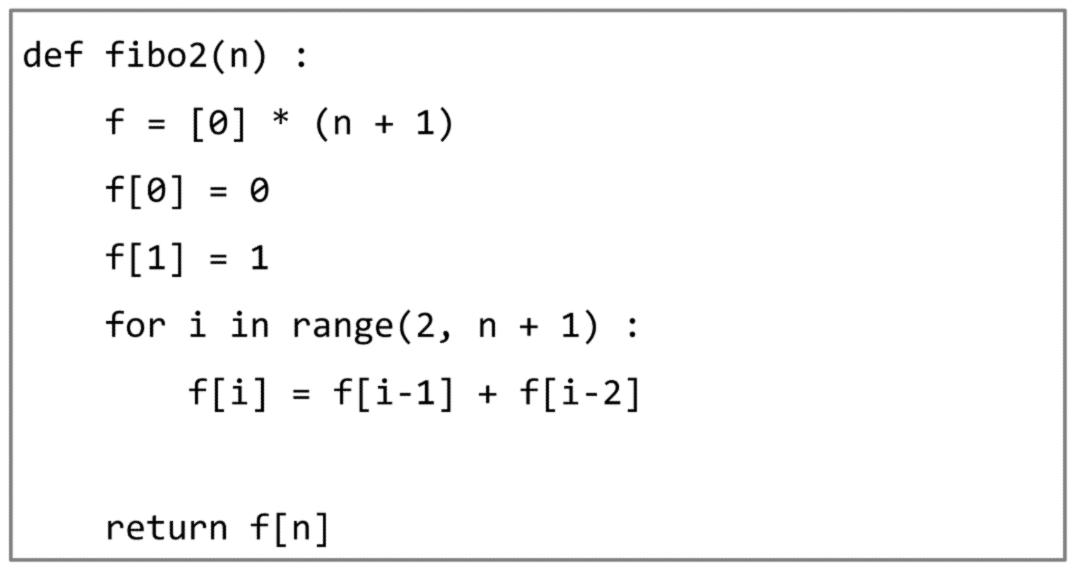 def fibo2(n) :
    f = [0] * (n + 1)
    f[0] = 0
    f[1] = 1
    for i in range(2, n + 1) :
        f[i] = f[i-1] + f[i-2]
    return f[n]